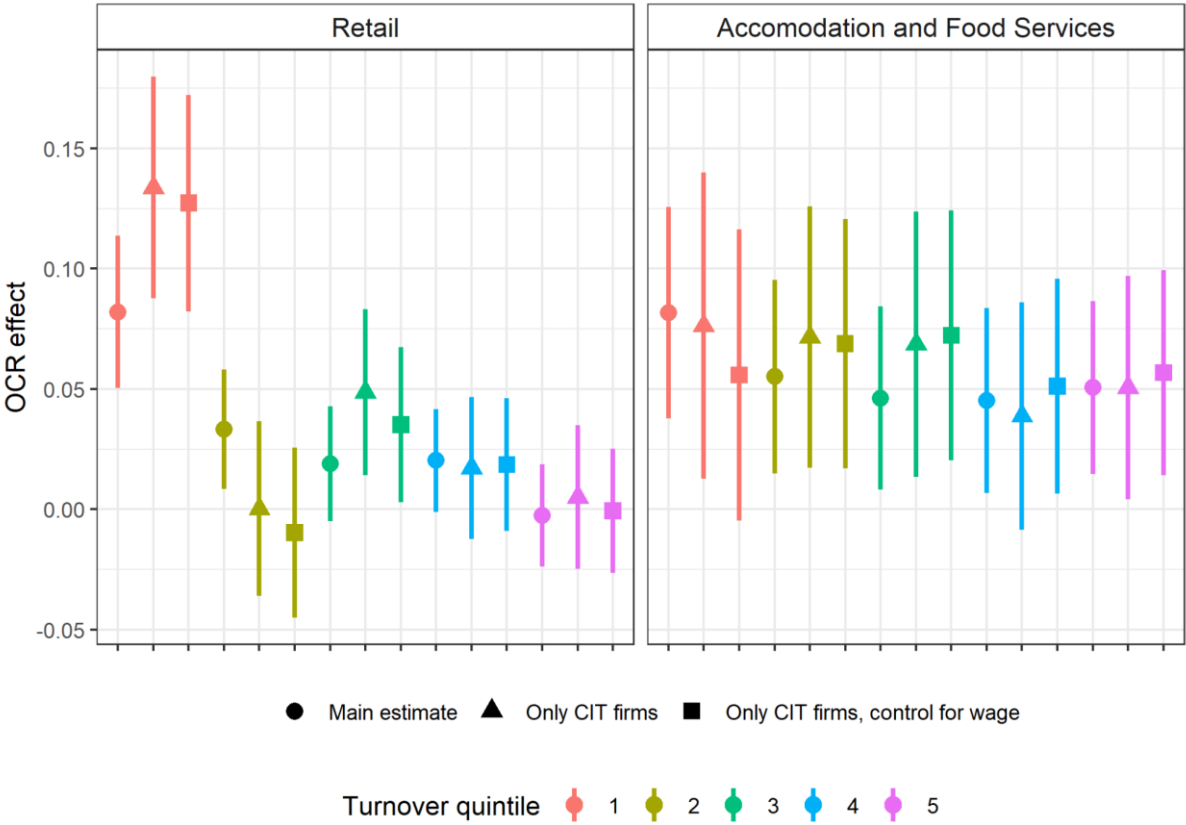 Retail
Accomodation and Food Services
OCR effect
0.15
0.10
0.05
0.00
-0.05
Main estimate Only CIT firms Only CIT firms, control for wage
Turnover quintile 1 2 3 4 5